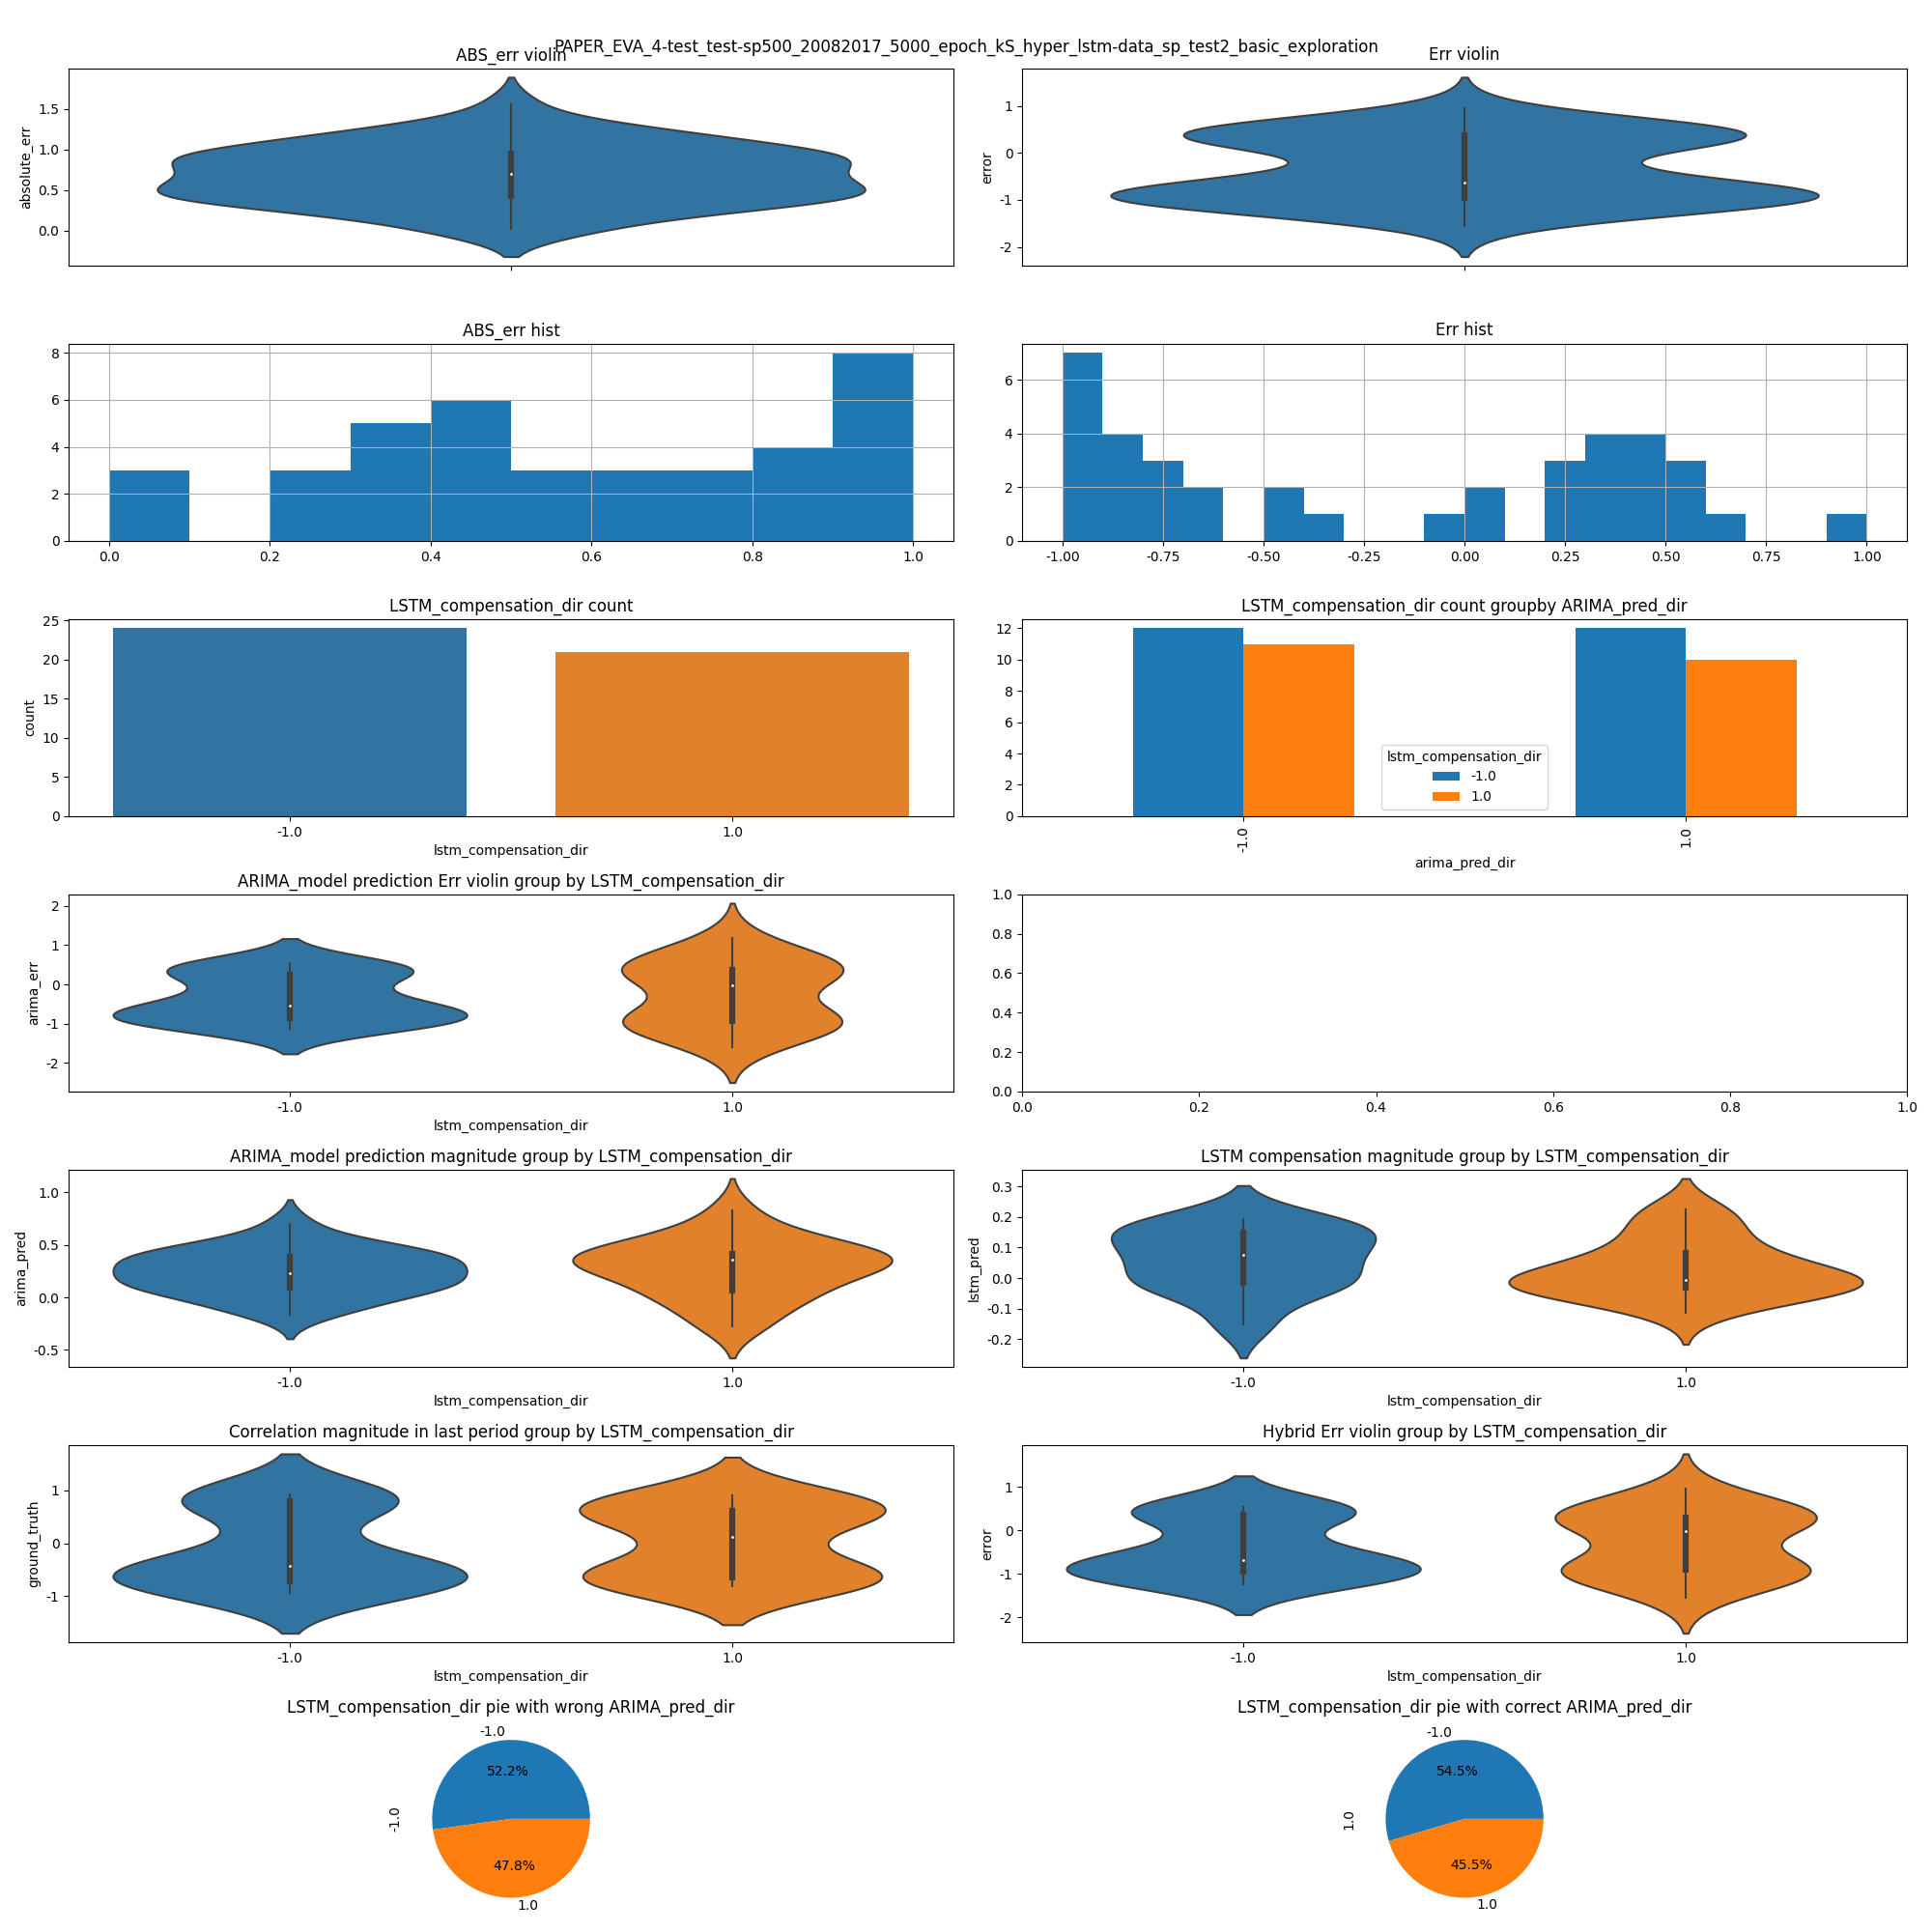 PAPER_EVA_4-test_test-sp500_20082017_5000_epoch_kS_hyper_lstm-data_sp_test2_basic_exploration
ABS_err violin
absolute_err
1.5
1.0
0.5
0.0
Err violin
error
1
0
-1
-2
ABS_err hist
8
6
4
2
0
0.0 0.2 0.4 0.6 0.8 1.0
Err hist
6
4
2
0
-1.00 -0.75 -0.50 -0.25 0.00 0.25 0.50 0.75 1.00
LSTM_compensation_dir count
count
25
20
15
10
5
0
-1.0 1.0
lstm_compensation_dir
LSTM_compensation_dir count groupby ARIMA_pred_dir
12
10
8
6
4
2
0
lstm_compensation_dir
-1.0
1.0
-1.0 1.0
arima_pred_dir
ARIMA_model prediction Err violin group by LSTM_compensation_dir
arima_err
2
1
0
-1
-2
-1.0 1.0
lstm_compensation_dir
1.0
0.8
0.6
0.4
0.2
0.0
0.0 0.2 0.4 0.6 0.8 1.0
ARIMA_model prediction magnitude group by LSTM_compensation_dir
arima_pred
1.0
0.5
0.0
-0.5
-1.0 1.0
lstm_compensation_dir
LSTM compensation magnitude group by LSTM_compensation_dir
lstm_pred
0.3
0.2
0.1
0.0
-0.1
-0.2
-1.0 1.0
lstm_compensation_dir
Correlation magnitude in last period group by LSTM_compensation_dir
ground_truth
1
0
-1
-1.0 1.0
lstm_compensation_dir
Hybrid Err violin group by LSTM_compensation_dir
error
1
0
-1
-2
-1.0 1.0
lstm_compensation_dir
LSTM_compensation_dir pie with wrong ARIMA_pred_dir
-1.0
52.2%
-1.0
47.8%
1.0
LSTM_compensation_dir pie with correct ARIMA_pred_dir
-1.0
54.5%
1.0
45.5%
1.0